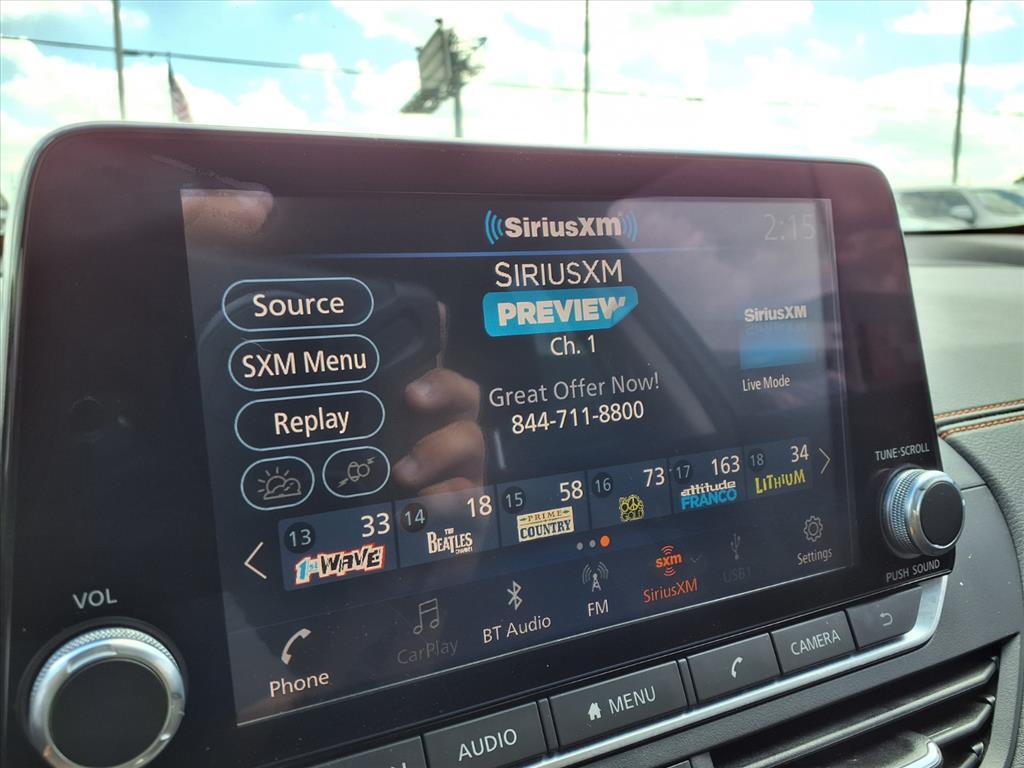 SiriusXM
2:15
SIRIUSXM
PREVIEW
Source
Ch. 1
SiriusXM
SXM Menu
Live Mode
Great Offer Now!
844-711-8800
Replay
13 33
1st WAVE
14 18
THE BEATLES CHANNEL
15 58
PRIME COUNTRY
16 73
17 163
attitude FRANCO
18 34
LITHIUM
Phone
CarPlay
BT Audio
FM
sxm
SiriusXM
USB1
Settings
VOL
TUNE·SCROLL
PUSH SOUND
AUDIO
MENU
CAMERA